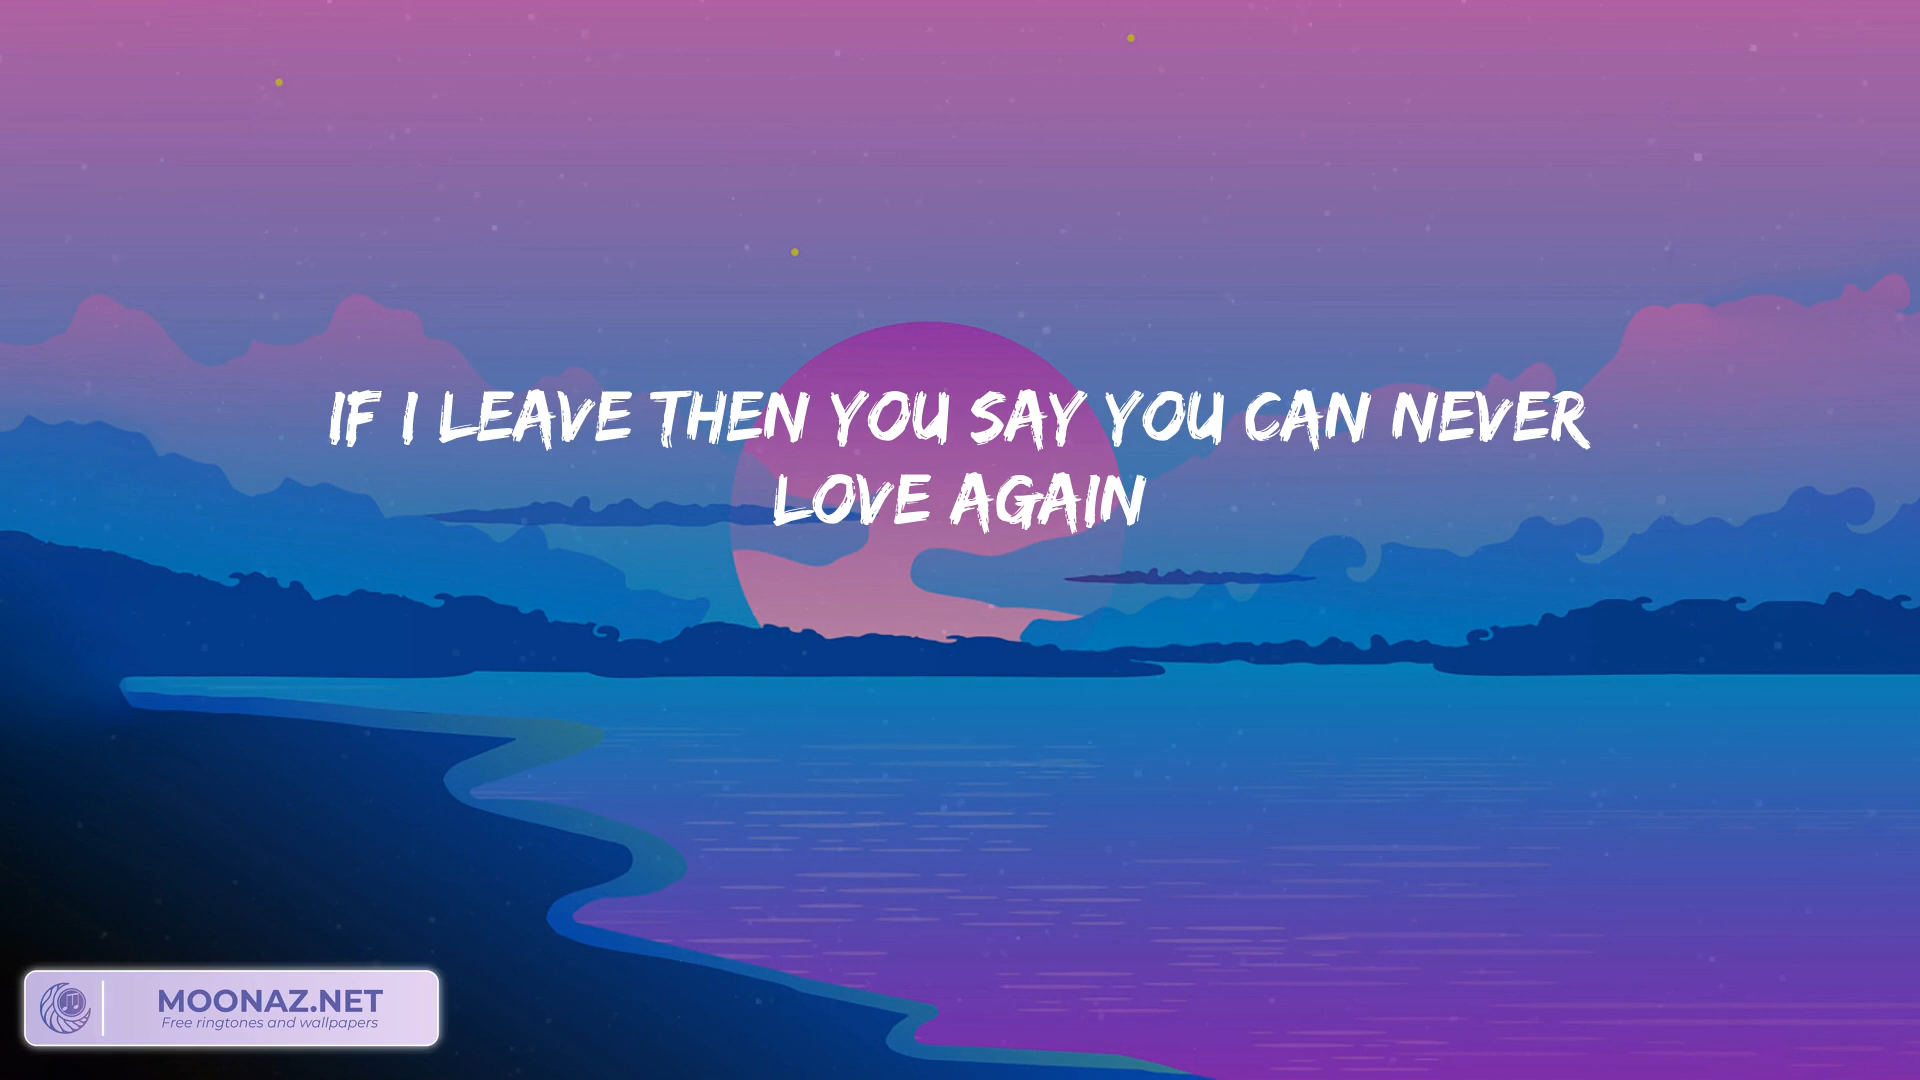 IF I LEAVE THEN YOU SAY YOU CAN NEVER
LOVE AGAIN
MOONAZ.NET
Free ringtones and wallpapers